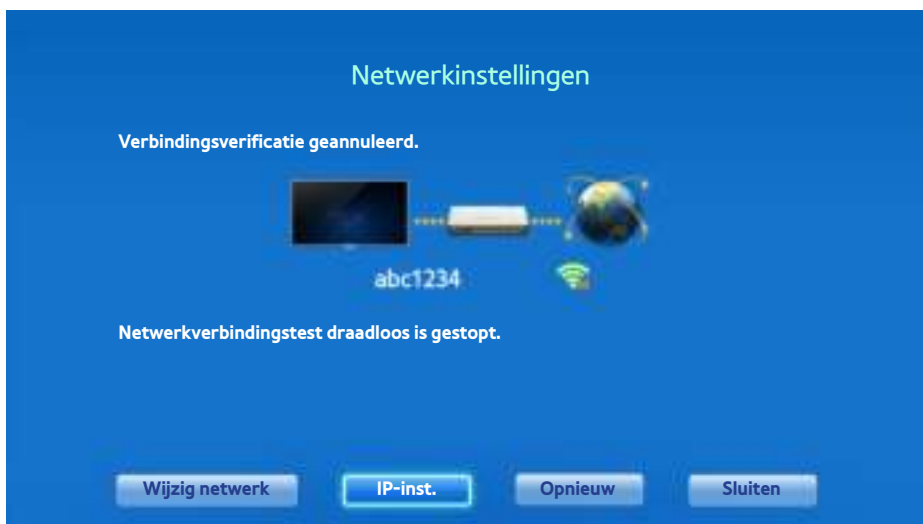 Netwerkinstellingen
Verbindingsverificatie geannuleerd.
abc1234
Netwerkverbindingstest draadloos is gestopt.
Wijzig netwerk
IP-inst.
Opnieuw
Sluiten